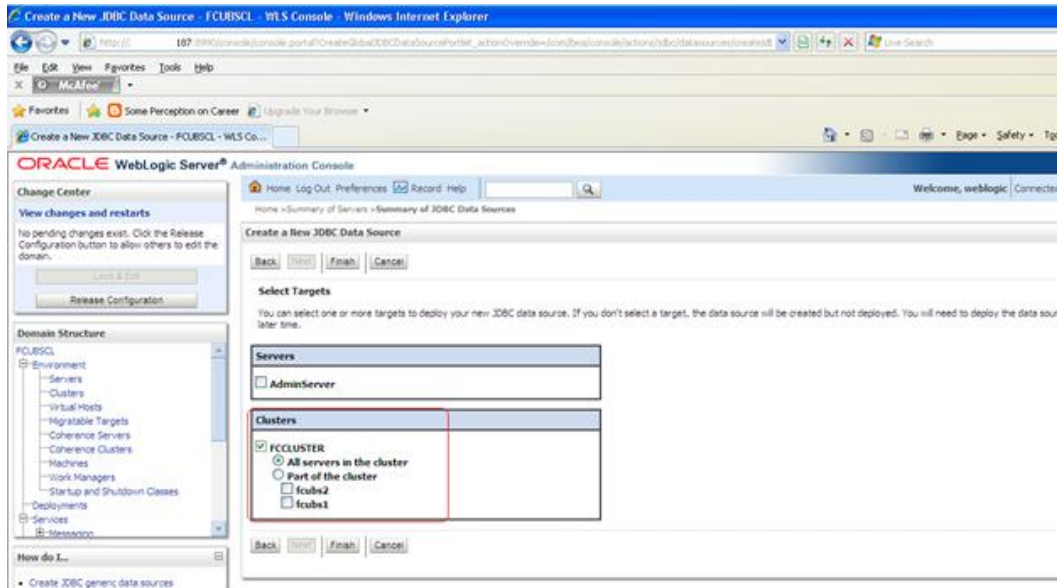 Create a New JDBC Data Source - FCUBSCL - WLS Console - Windows Internet Explorer
http:// 187
Live Search
File Edit View Favorites Tools Help
x McAfee
Favorites Some Perception on Career Upgrade Your Browser
Create a New JDBC Data Source - FCUBSCL - WLS Co...
Page Safety
ORACLE WebLogic Server® Administration Console
Change Center
View changes and restarts
No pending changes exist. Click the Release
Configuration button to allow others to edit the
domain.
Lock & Edit
Release Configuration
Domain Structure
FCUBSCL
Environment
Servers
Clusters
Virtual Hosts
Migratable Targets
Coherence Servers
Coherence Clusters
Machines
Work Managers
Startup and Shutdown Classes
Deployments
Services
Messaging
How do I...
Create JDBC generic data sources
Home Log Out Preferences Record Help
Welcome, weblogic Connected
Home >Summary of Servers >Summary of JDBC Data Sources
Create a New JDBC Data Source
Back Next Finish Cancel
Select Targets
You can select one or more targets to deploy your new JDBC data source. If you don't select a target, the data source will be created but not deployed. You will need to deploy the data sour
later time.
Servers
AdminServer
Clusters
FCCLUSTER
All servers in the cluster
Part of the cluster
fcubs2
fcubs1
Back Next Finish Cancel